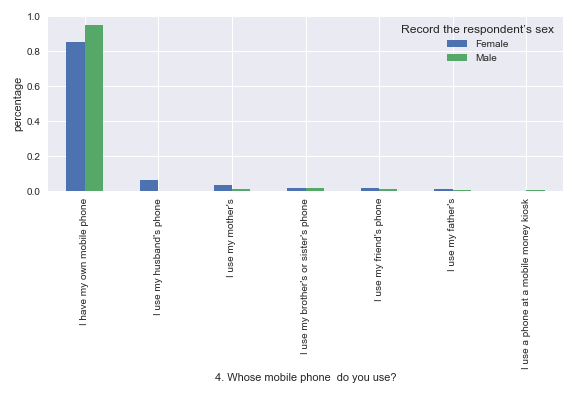 1.0
0.8
0.6
0.4
0.2
0.0
percentage
Record the respondent's sex
Female
Male
I have my own mobile phone
I use my husband's phone
I use my mother's
I use my brother's or sister's phone
I use my friend's phone
I use my father's
I use a phone at a mobile money kiosk
4. Whose mobile phone  do you use?